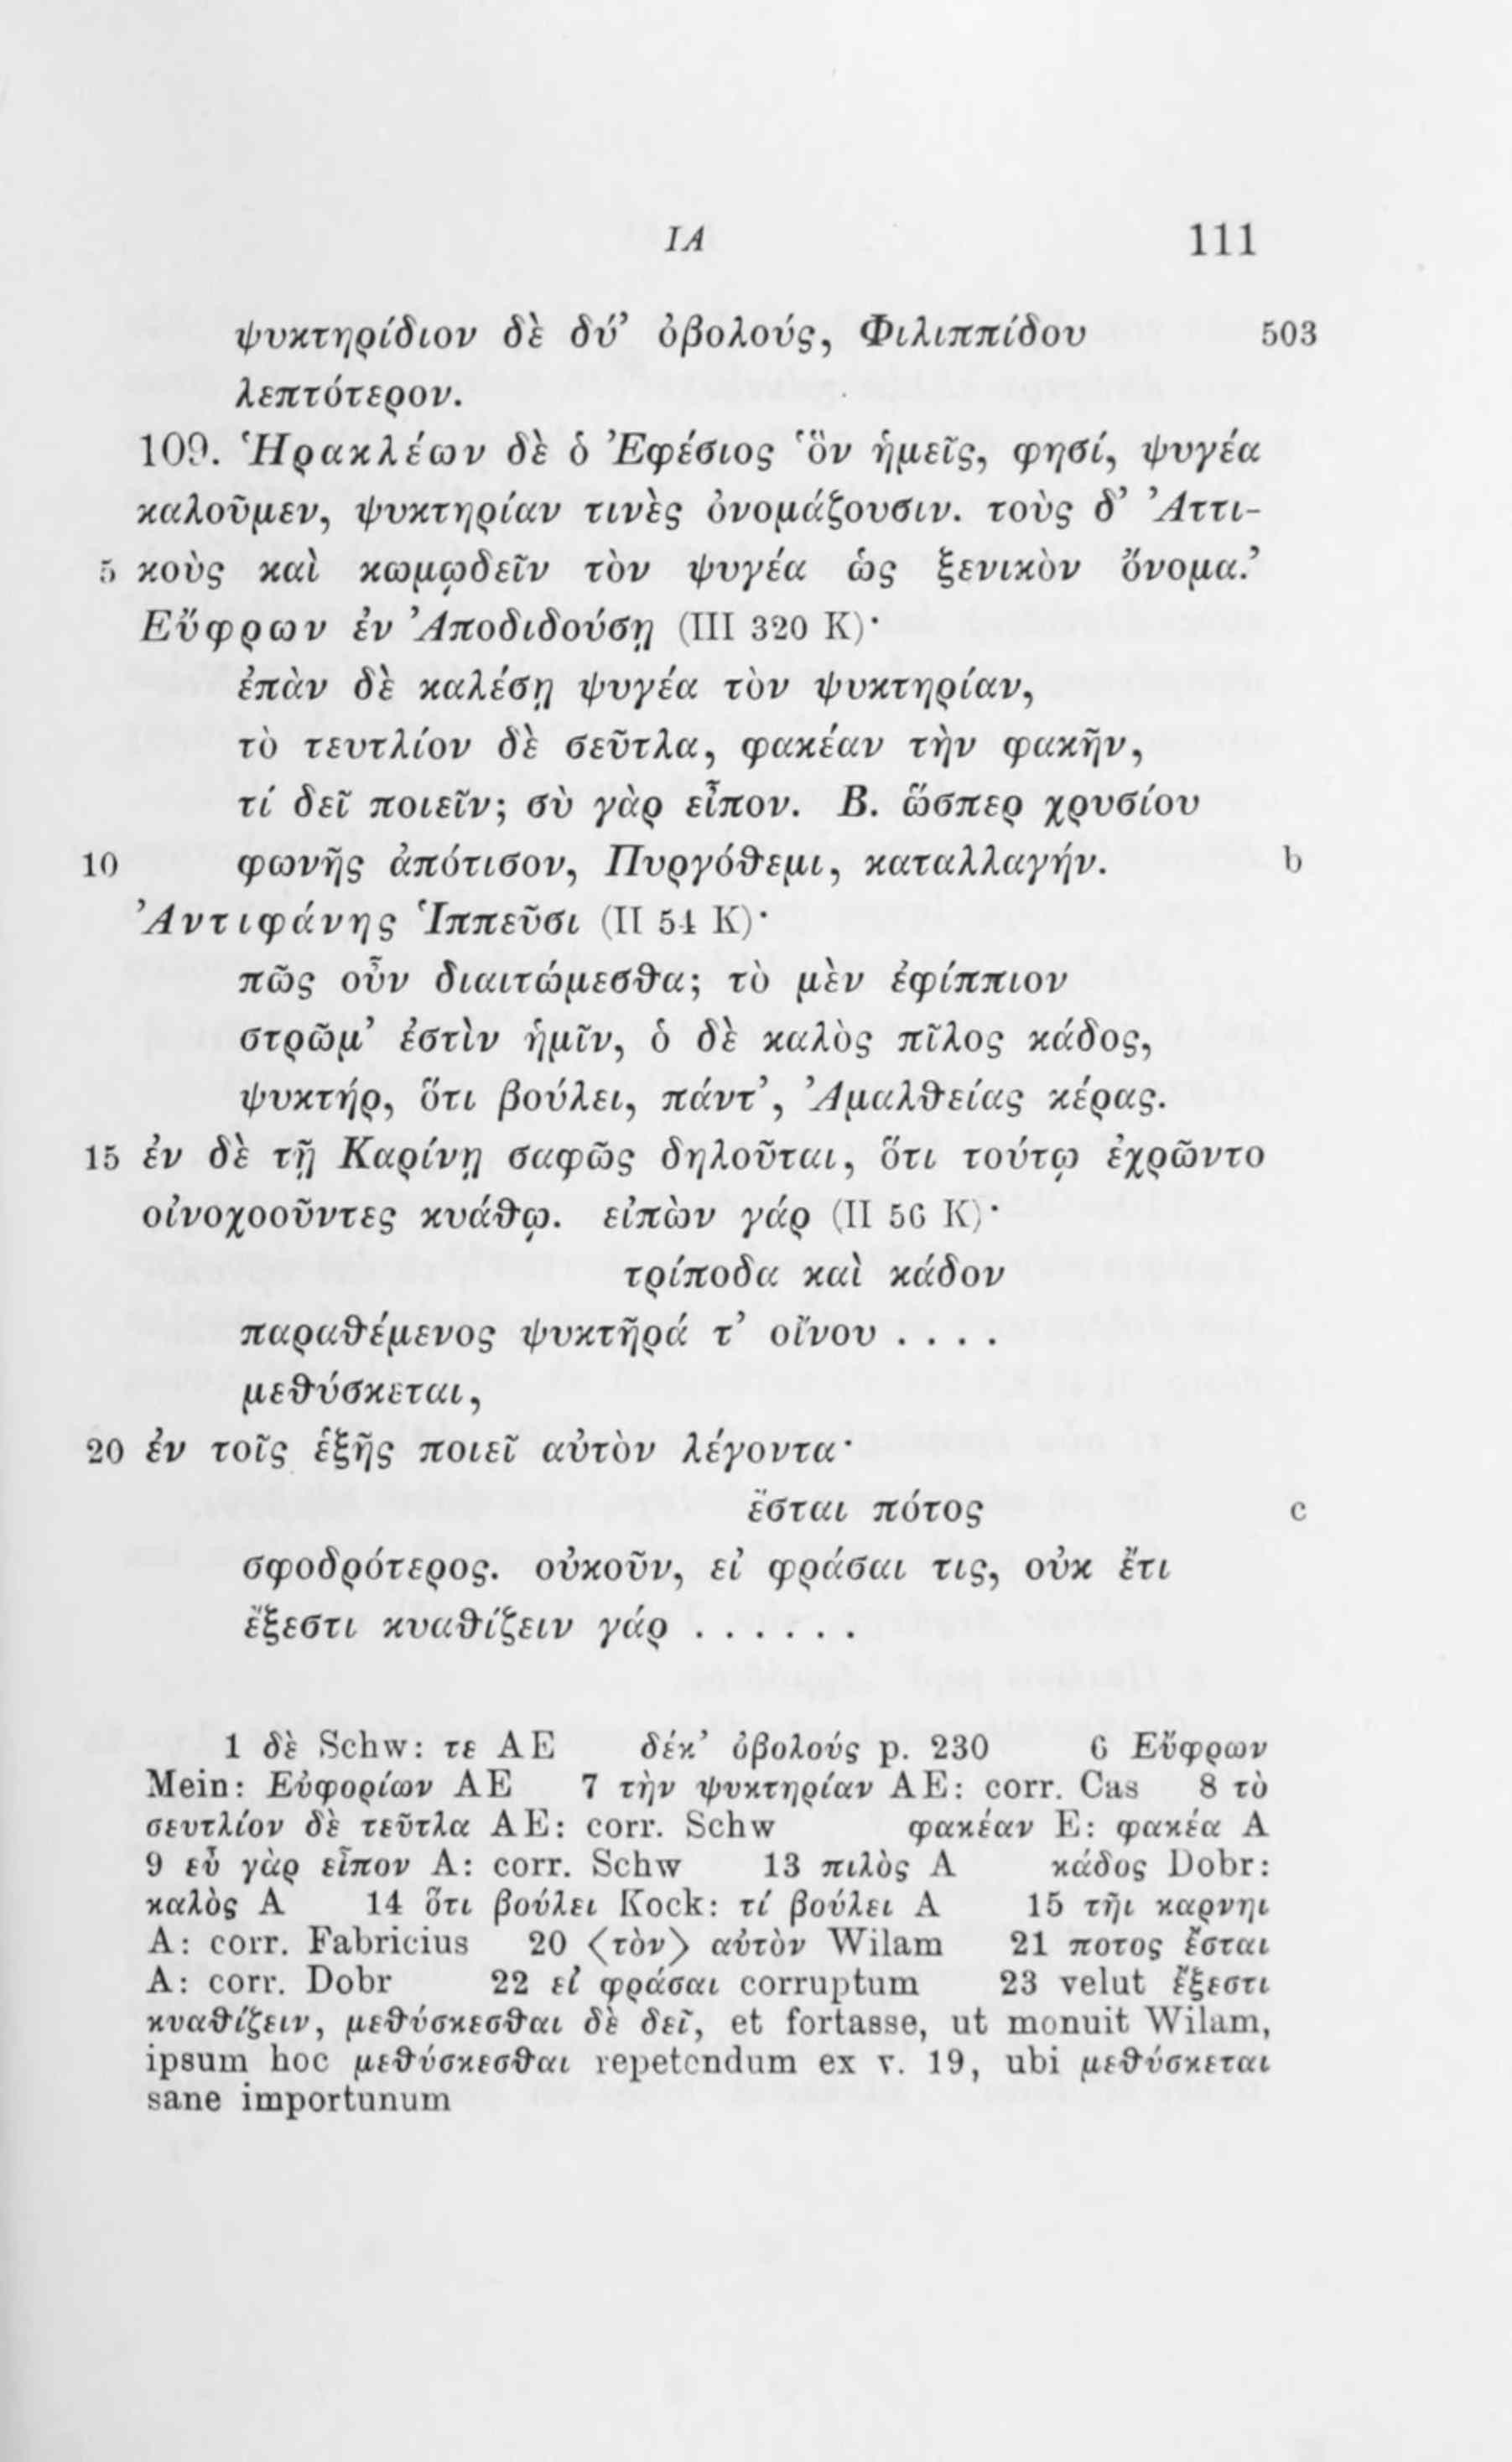 ΙΑ 111
ψυκτηρίδιον δὲ δύ’ ὀβολούς, Φιλιππίδου 503
λεπτότερον.
109. Ἡρακλέων δὲ ὁ Ἐφέσιος ‘ὃν ἡμεῖς, φησί, ψυγέα
καλοῦμεν, ψυκτηρίαν τινὲς ὀνομάζουσιν. τοὺς δ’ Ἀττι-
5 κοὺς καὶ κωμῳδεῖν τὸν ψυγέα ὡς ξενικὸν ὄνομα.’
Εὔφρων ἐν Ἀποδιδούσῃ (III 320 K)·
ἐπὰν δὲ καλέσῃ ψυγέα τὸν ψυκτηρίαν,
τὸ τευτλίον δὲ σεῦτλα, φακέαν τὴν φακῆν,
τί δεῖ ποιεῖν; σὺ γὰρ εἶπον. Β. ὥσπερ χρυσίου
10 φωνῆς ἀπότισον, Πυργόθεμι, καταλλαγήν. b
Ἀντιφάνης Ἱππεῦσι (II 54 K)·
πῶς οὖν διαιτώμεσθα; τὸ μὲν ἐφίππιον
στρῶμ’ ἐστὶν ἡμῖν, ὁ δὲ καλὸς πῖλος κάδος,
ψυκτήρ, ὅτι βούλει, πάντ’, Ἀμαλθείας κέρας.
15 ἐν δὲ τῇ Καρίνῃ σαφῶς δηλοῦται, ὅτι τούτῳ ἐχρῶντο
οἰνοχοοῦντες κυάθῳ. εἰπὼν γάρ (II 56 K)·
τρίποδα καὶ κάδον
παραθέμενος ψυκτῆρά τ’ οἴνου . . . .
μεθύσκεται,
20 ἐν τοῖς ἑξῆς ποιεῖ αὐτὸν λέγοντα·
ἔσται πότος c
σφοδρότερος. οὐκοῦν, εἰ φράσαι τις, οὐκ ἔτι
ἔξεστι κυαθίζειν γάρ . . . . . .
1 δὲ Schw: τε AE δέκ’ ὀβολούς p. 230 6 Εὔφρων
Mein: Εὐφορίων AE 7 τὴν ψυκτηρίαν AE: corr. Cas 8 τὸ
σευτλίον δὲ τεῦτλα AE: corr. Schw φακέαν E: φακέα A
9 εὖ γὰρ εἶπον A: corr. Schw 13 πιλὸς A κάδος Dobr:
καλὸς A 14 ὅτι βούλει Kock: τί βούλει A 15 τῆι καρνηι
A: corr. Fabricius 20 ⟨τὸν⟩ αὐτὸν Wilam 21 ποτος ἔσται
A: corr. Dobr 22 εἰ φράσαι corruptum 23 velut ἔξεστι
κυαθίζειν, μεθύσκεσθαι δὲ δεῖ, et fortasse, ut monuit Wilam,
ipsum hoc μεθύσκεσθαι repetendum ex v. 19, ubi μεθύσκεται
sane importunum